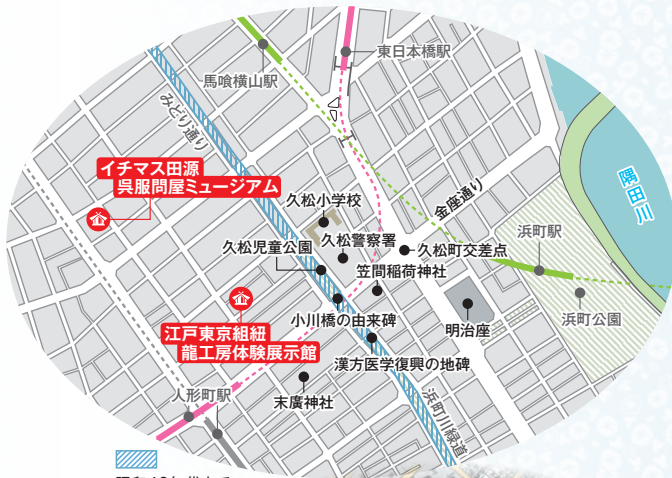 東日本橋駅
馬喰横山駅
みどり通り
イチマス田源
呉服問屋ミュージアム
金座通り
隅田川
久松小学校
浜町駅
久松児童公園
久松警察署
久松町交差点
笠間稲荷神社
浜町公園
小川橋の由来碑
明治座
江戸東京組紐
龍工房体験展示館
漢方医学復興の地碑
人形町駅
末廣神社
浜町川緑道